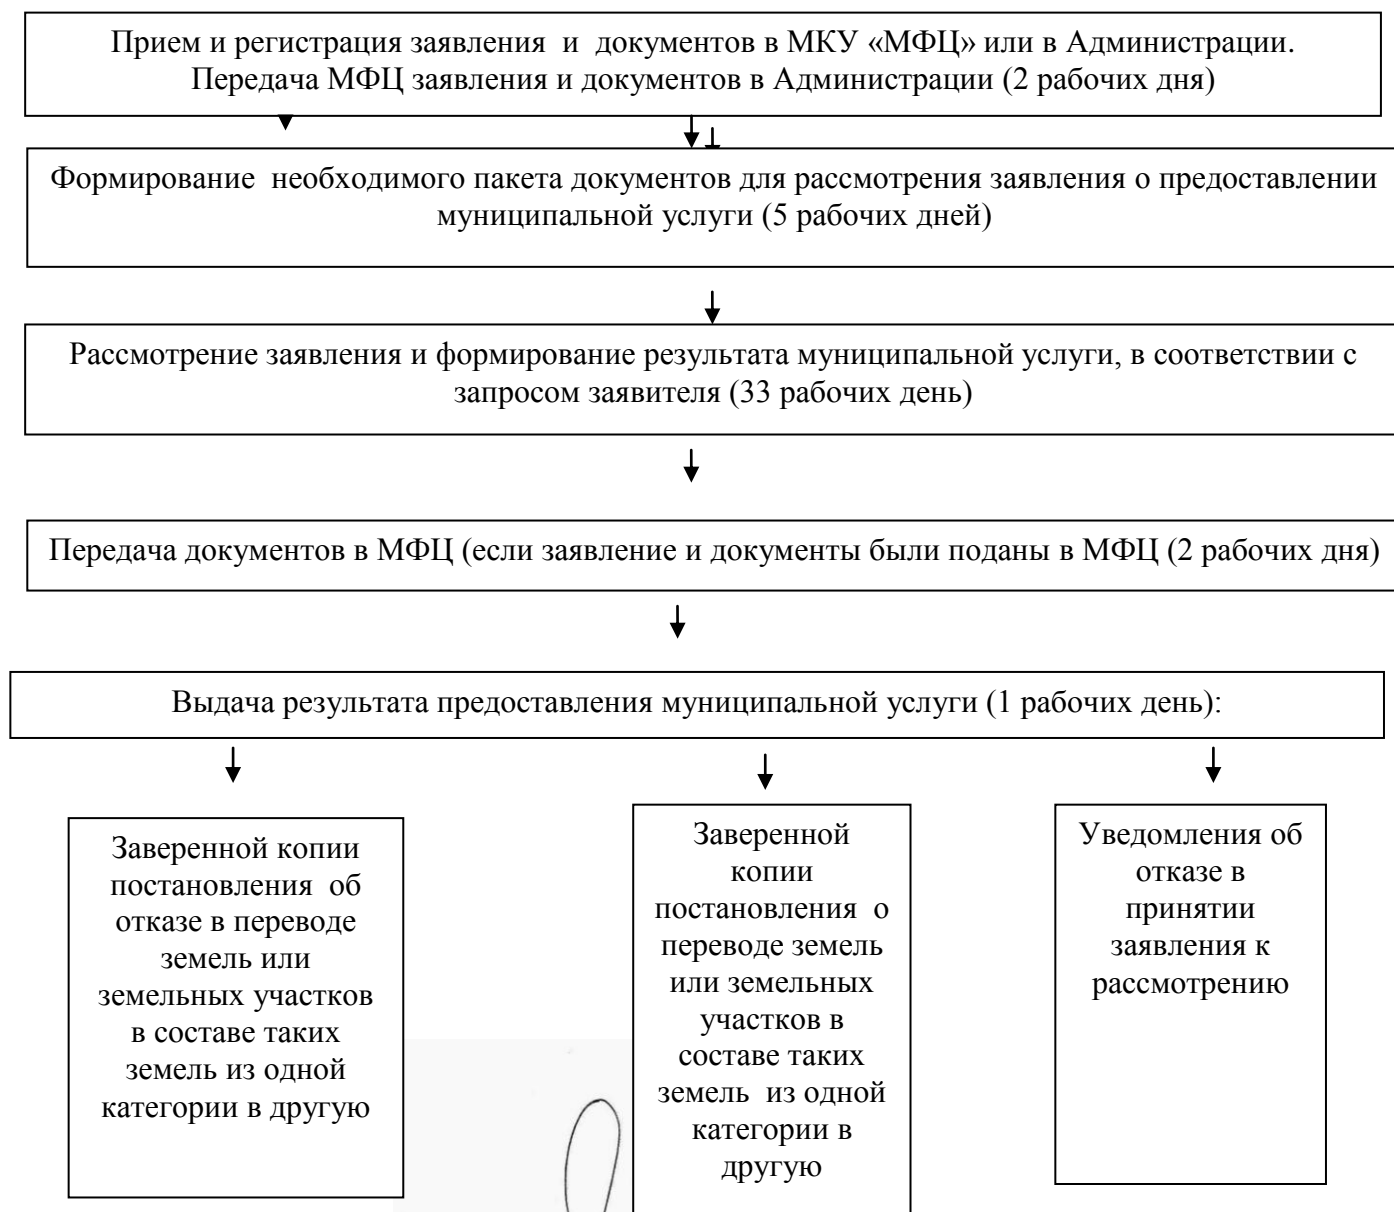 Прием и регистрация заявления и документов в МКУ «МФЦ» или в Администрации.
Передача МФЦ заявления и документов в Администрации (2 рабочих дня)
Формирование необходимого пакета документов для рассмотрения заявления о предоставлении
муниципальной услуги (5 рабочих дней)
Рассмотрение заявления и формирование результата муниципальной услуги, в соответствии с
запросом заявителя (33 рабочих день)
Передача документов в МФЦ (если заявление и документы были поданы в МФЦ (2 рабочих дня)
Выдача результата предоставления муниципальной услуги (1 рабочих день):
Заверенной копии
постановления об
отказе в переводе
земель или
земельных участков
в составе таких
земель из одной
категории в другую
Заверенной
копии
постановления о
переводе земель
или земельных
участков в
составе таких
земель из одной
категории в
другую
Уведомления об
отказе в
принятии
заявления к
рассмотрению